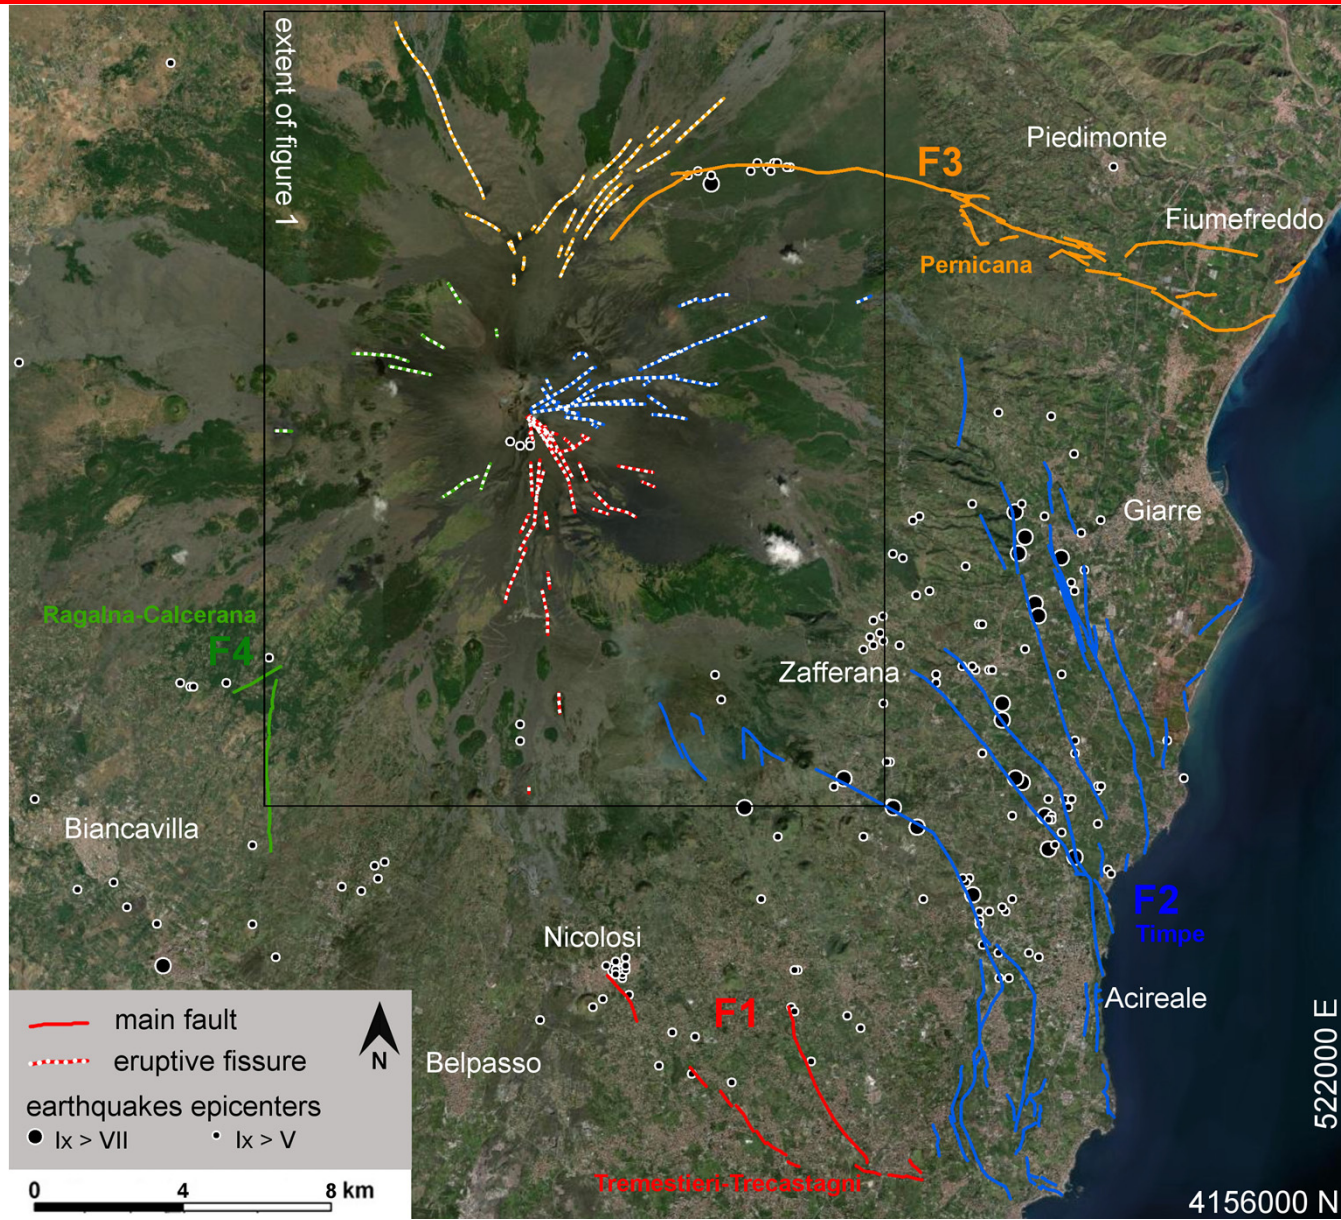 extent of figure 1
Piedimonte
F3
Fiumefreddo
Pernicana
Giarre
Ragalna-Calcerana
F4
Zafferana
Biancavilla
F2
Timpe
Nicolosi
F1
Acireale
Belpasso
Tremestieri-Trecastagni
main fault
eruptive fissure
N
earthquakes epicenters
Ix > VII
Ix > V
0 4 8 km
522000 E
4156000 N